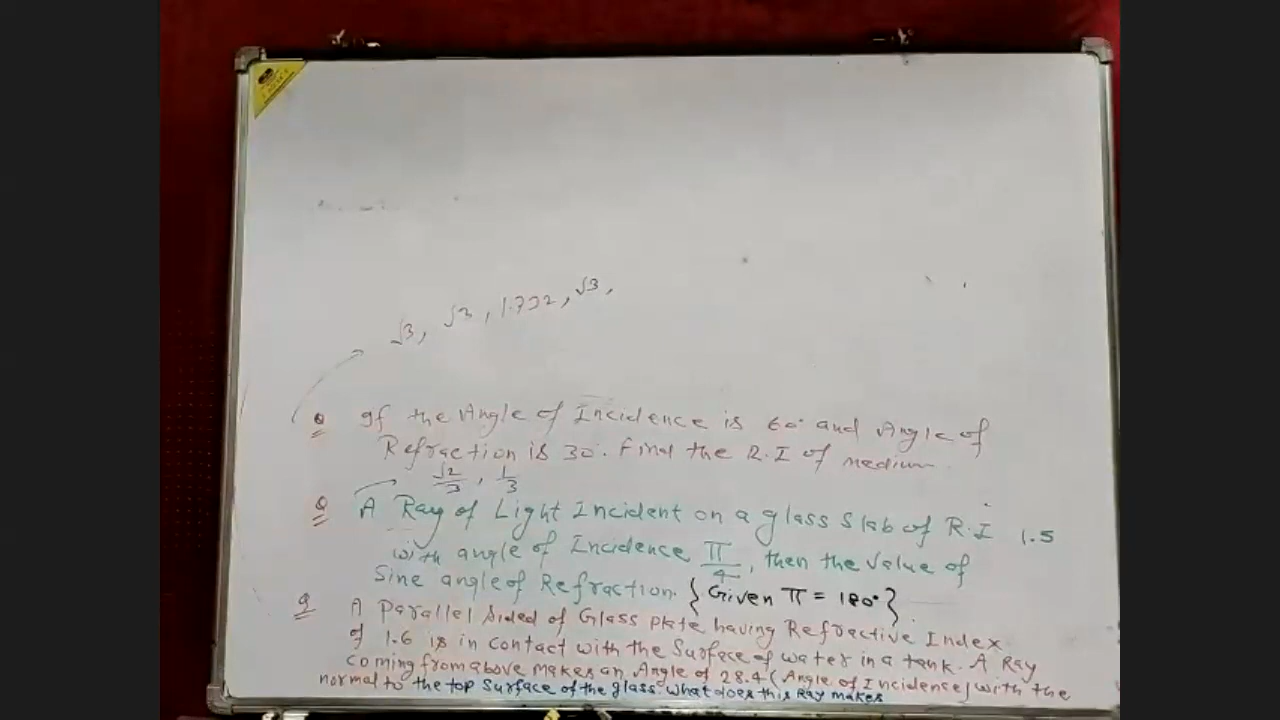 √3, √3, 1.732, √3,
Q If the Angle of Incidence is 60° and Angle of
Refraction is 30°. Find the R.I of medium
√2/3, 1/3
Q A Ray of Light Incident on a glass Slab of R.I 1.5
with angle of Incidence π/4, then the value of
Sine angle of Refraction. {Given π = 180°}
Q A Parallel Sided of Glass plate having Refractive Index
of 1.6 is in contact with the Surface of water in a tank. A Ray
coming from above makes an Angle of 28.4 (Angle of Incidence) with the
normal to the top Surface of the glass. What does this Ray makes